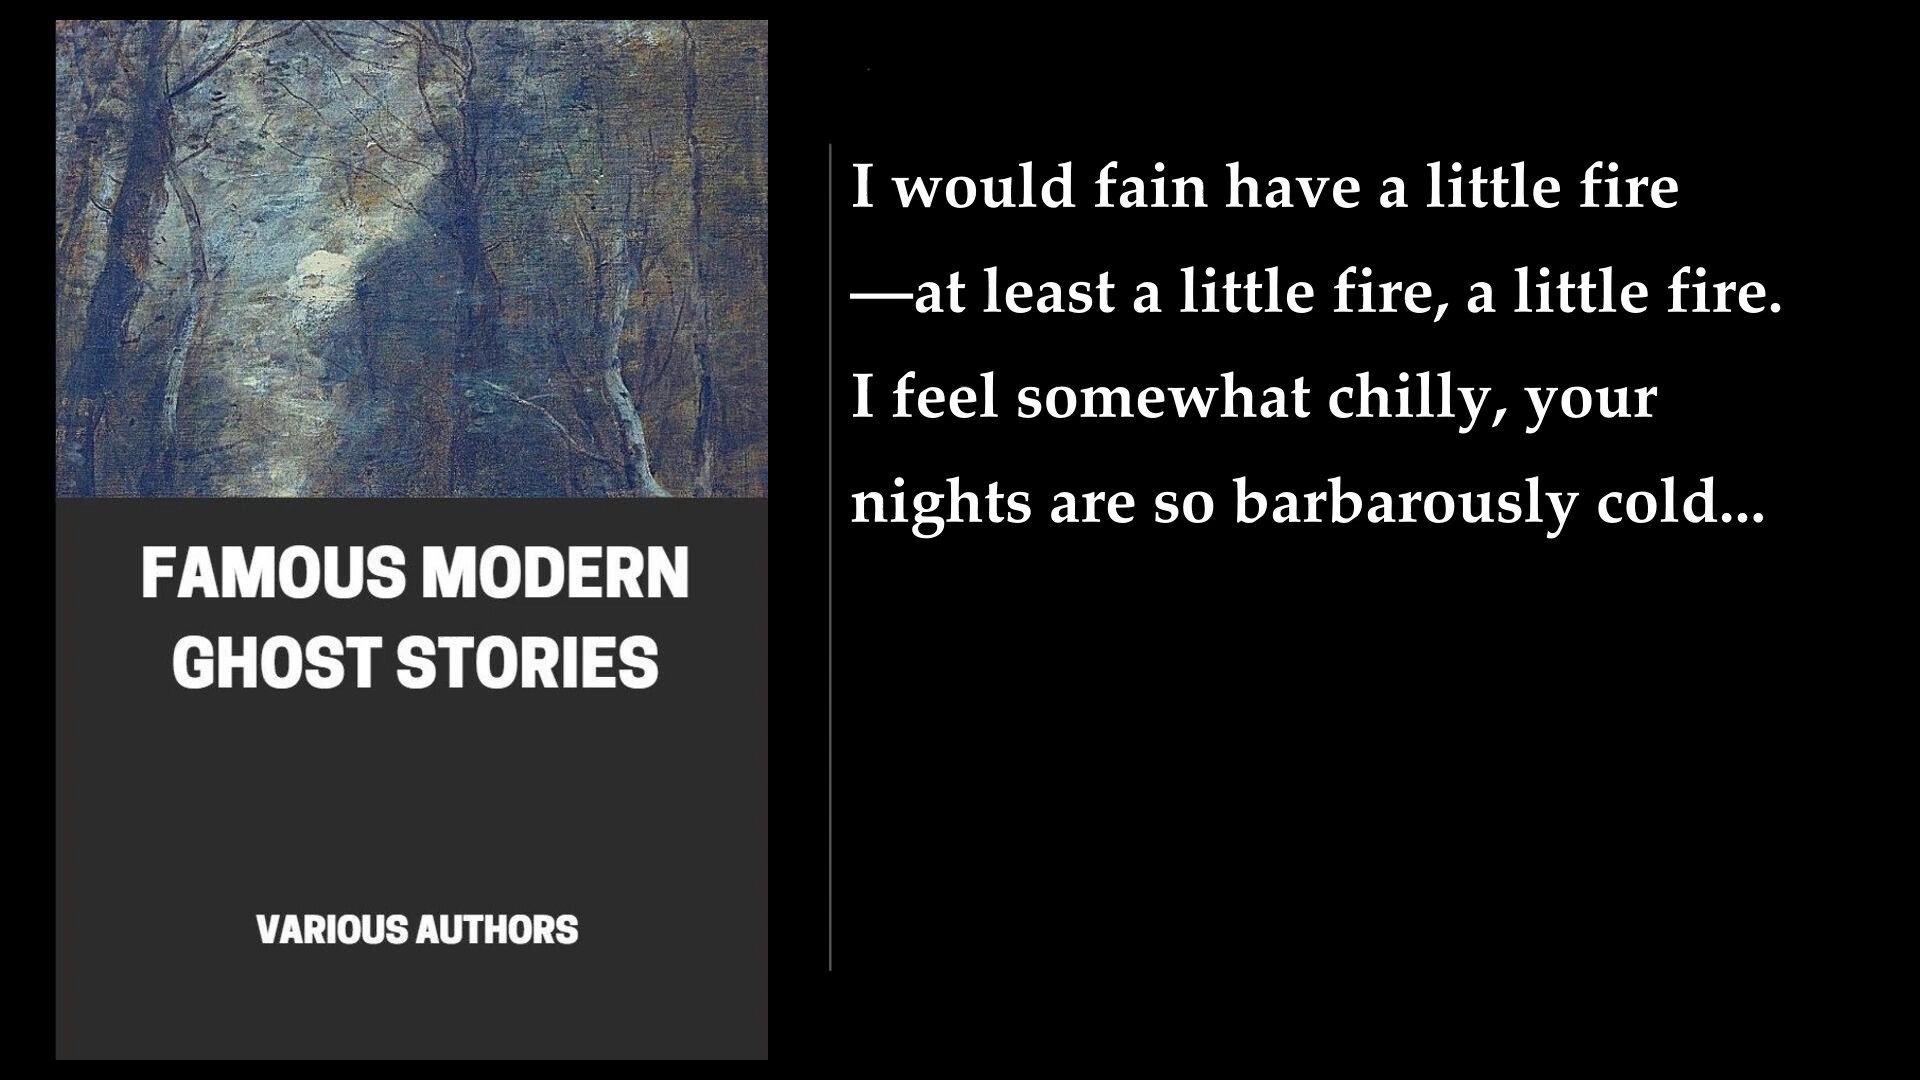 FAMOUS MODERN
GHOST STORIES
VARIOUS AUTHORS
I would fain have a little fire
—at least a little fire, a little fire.
I feel somewhat chilly, your
nights are so barbarously cold...